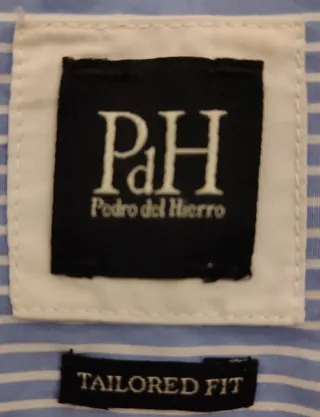 PdH
Pedro del Hierro
TAILORED FIT